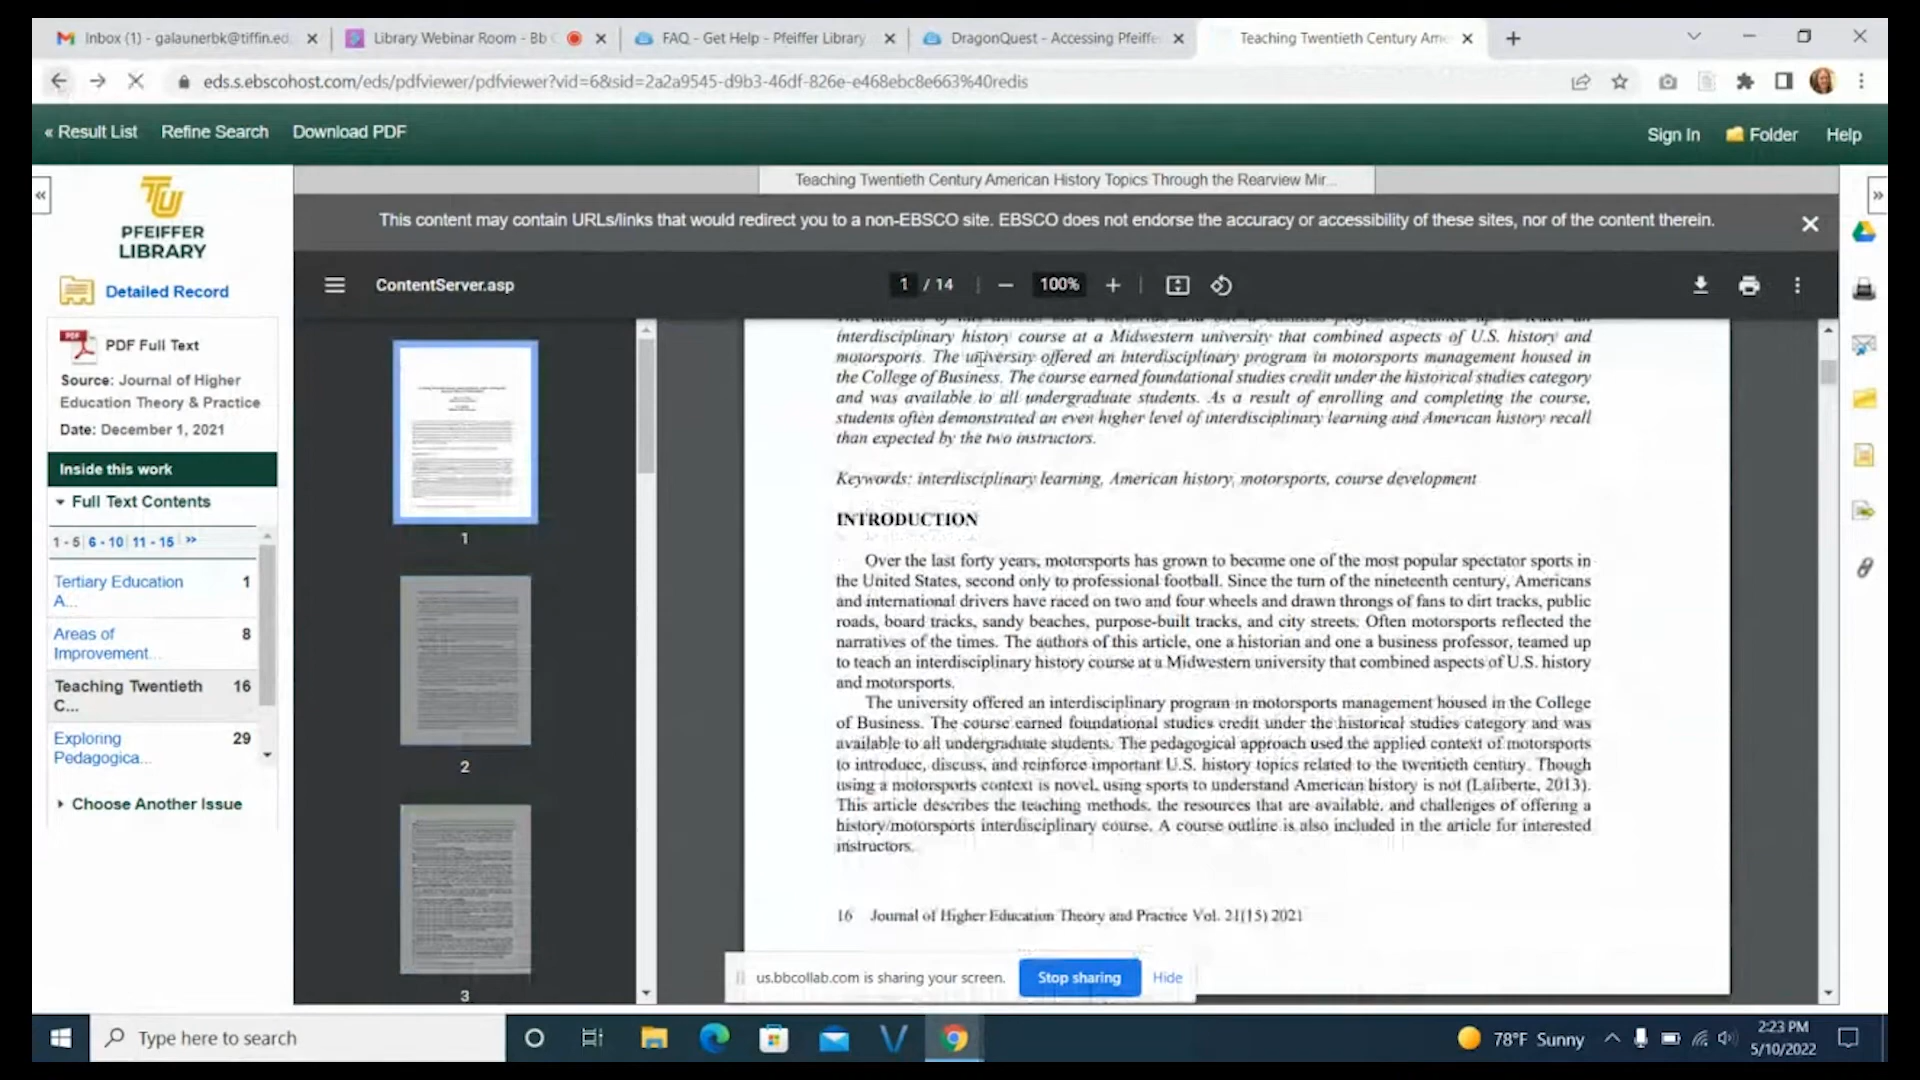 Inbox (1) - galaunerbk@tiffin.ed
Library Webinar Room - Bb C
FAQ - Get Help - Pfeiffer Library
DragonQuest - Accessing Pfeiffe
Teaching Twentieth Century Ame
eds.s.ebscohost.com/eds/pdfviewer/pdfviewer?vid=6&sid=2a2a9545-d9b3-46df-826e-e468ebc8e663%40redis
« Result List Refine Search Download PDF
Sign In Folder Help
TU
PFEIFFER
LIBRARY
Detailed Record
PDF Full Text
Source: Journal of Higher
Education Theory & Practice
Date: December 1, 2021
Inside this work
Full Text Contents
1 - 5 6 - 10 11 - 15 »
Tertiary Education 1
A...
Areas of 8
Improvement...
Teaching Twentieth 16
C...
Exploring 29
Pedagogica...
Choose Another Issue
Teaching Twentieth Century American History Topics Through the Rearview Mir...
This content may contain URLs/links that would redirect you to a non-EBSCO site. EBSCO does not endorse the accuracy or accessibility of these sites, nor of the content therein.
ContentServer.asp
1 / 14
100%
1
2
3
interdisciplinary history course at a Midwestern university that combined aspects of U.S. history and
motorsports. The university offered an interdisciplinary program in motorsports management housed in
the College of Business. The course earned foundational studies credit under the historical studies category
and was available to all undergraduate students. As a result of enrolling and completing the course,
students often demonstrated an even higher level of interdisciplinary learning and American history recall
than expected by the two instructors.
Keywords: interdisciplinary learning, American history, motorsports, course development
INTRODUCTION
Over the last forty years, motorsports has grown to become one of the most popular spectator sports in
the United States, second only to professional football. Since the turn of the nineteenth century, Americans
and international drivers have raced on two and four wheels and drawn throngs of fans to dirt tracks, public
roads, board tracks, sandy beaches, purpose-built tracks, and city streets. Often motorsports reflected the
narratives of the times. The authors of this article, one a historian and one a business professor, teamed up
to teach an interdisciplinary history course at a Midwestern university that combined aspects of U.S. history
and motorsports.
The university offered an interdisciplinary program in motorsports management housed in the College
of Business. The course earned foundational studies credit under the historical studies category and was
available to all undergraduate students. The pedagogical approach used the applied context of motorsports
to introduce, discuss, and reinforce important U.S. history topics related to the twentieth century. Though
using a motorsports context is novel, using sports to understand American history is not (Laliberte, 2013).
This article describes the teaching methods, the resources that are available, and challenges of offering a
history/motorsports interdisciplinary course. A course outline is also included in the article for interested
instructors.
16 Journal of Higher Education Theory and Practice Vol. 21(15) 2021
us.bbcollab.com is sharing your screen.
Stop sharing
Hide
Type here to search
78°F Sunny
2:23 PM
5/10/2022